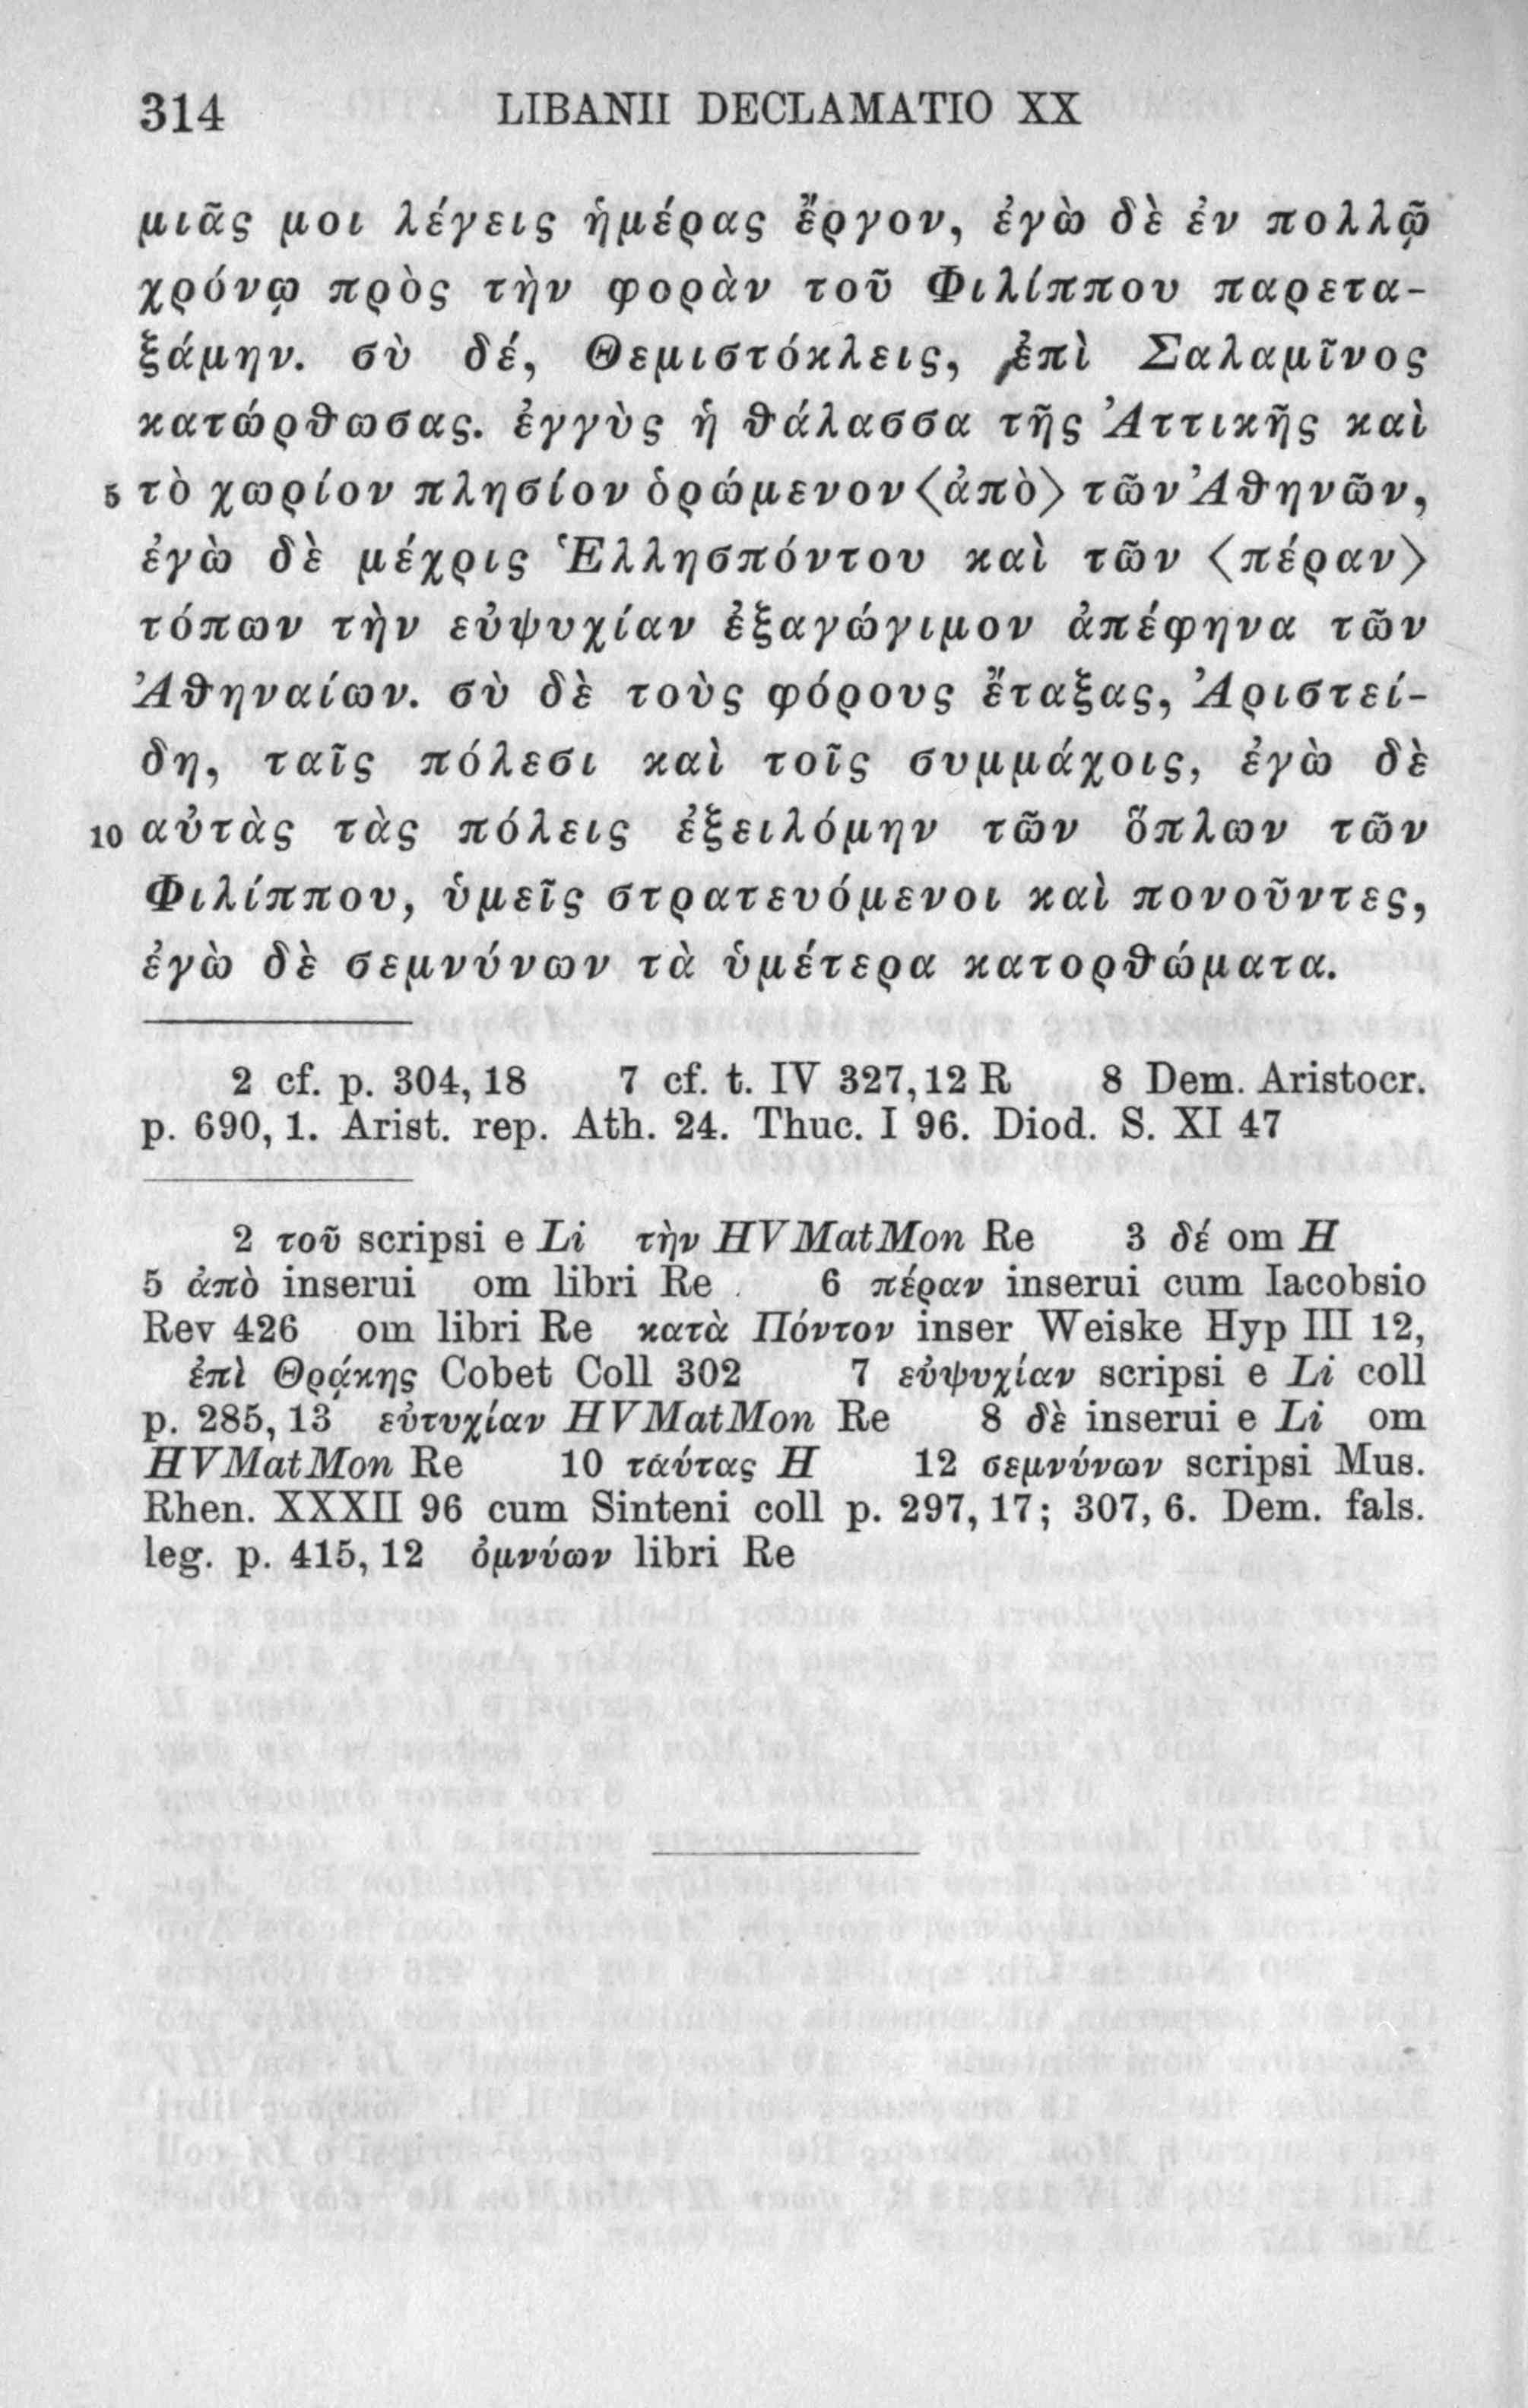 314 LIBANII DECLAMATIO XX
μιᾶς μοι λέγεις ἡμέρας ἔργον, ἐγὼ δὲ ἐν πολλῷ
χρόνῳ πρὸς τὴν φορὰν τοῦ Φιλίππου παρετα-
ξάμην. σὺ δέ, Θεμιστόκλεις, ἐπὶ Σαλαμῖνος
κατώρθωσας. ἐγγὺς ἡ θάλασσα τῆς Ἀττικῆς καὶ
5 τὸ χωρίον πλησίον ὁρώμενον ⟨ἀπὸ⟩ τῶν Ἀθηνῶν,
ἐγὼ δὲ μέχρις Ἑλλησπόντου καὶ τῶν ⟨πέραν⟩
τόπων τὴν εὐψυχίαν ἐξαγώγιμον ἀπέφηνα τῶν
Ἀθηναίων. σὺ δὲ τοὺς φόρους ἔταξας, Ἀριστεί-
δη, ταῖς πόλεσι καὶ τοῖς συμμάχοις, ἐγὼ δὲ
10 αὐτὰς τὰς πόλεις ἐξειλόμην τῶν ὅπλων τῶν
Φιλίππου, ὑμεῖς στρατευόμενοι καὶ πονοῦντες,
ἐγὼ δὲ σεμνύνων τὰ ὑμέτερα κατορθώματα.
2 cf. p. 304, 18 7 cf. t. IV 327, 12 R 8 Dem. Aristocr.
p. 690, 1. Arist. rep. Ath. 24. Thuc. I 96. Diod. S. XI 47
2 τοῦ scripsi e Li τὴν HVMatMon Re 3 δέ om H
5 ἀπὸ inserui om libri Re 6 πέραν inserui cum Iacobsio
Rev 426 om libri Re κατὰ Πόντον inser Weiske Hyp III 12,
ἐπὶ Θρᾴκης Cobet Coll 302 7 εὐψυχίαν scripsi e Li coll
p. 285, 13 εὐτυχίαν HVMatMon Re 8 δὲ inserui e Li om
HVMatMon Re 10 ταύτας H 12 σεμνύνων scripsi Mus.
Rhen. XXXII 96 cum Sinteni coll p. 297, 17; 307, 6. Dem. fals.
leg. p. 415, 12 ὀμνύων libri Re